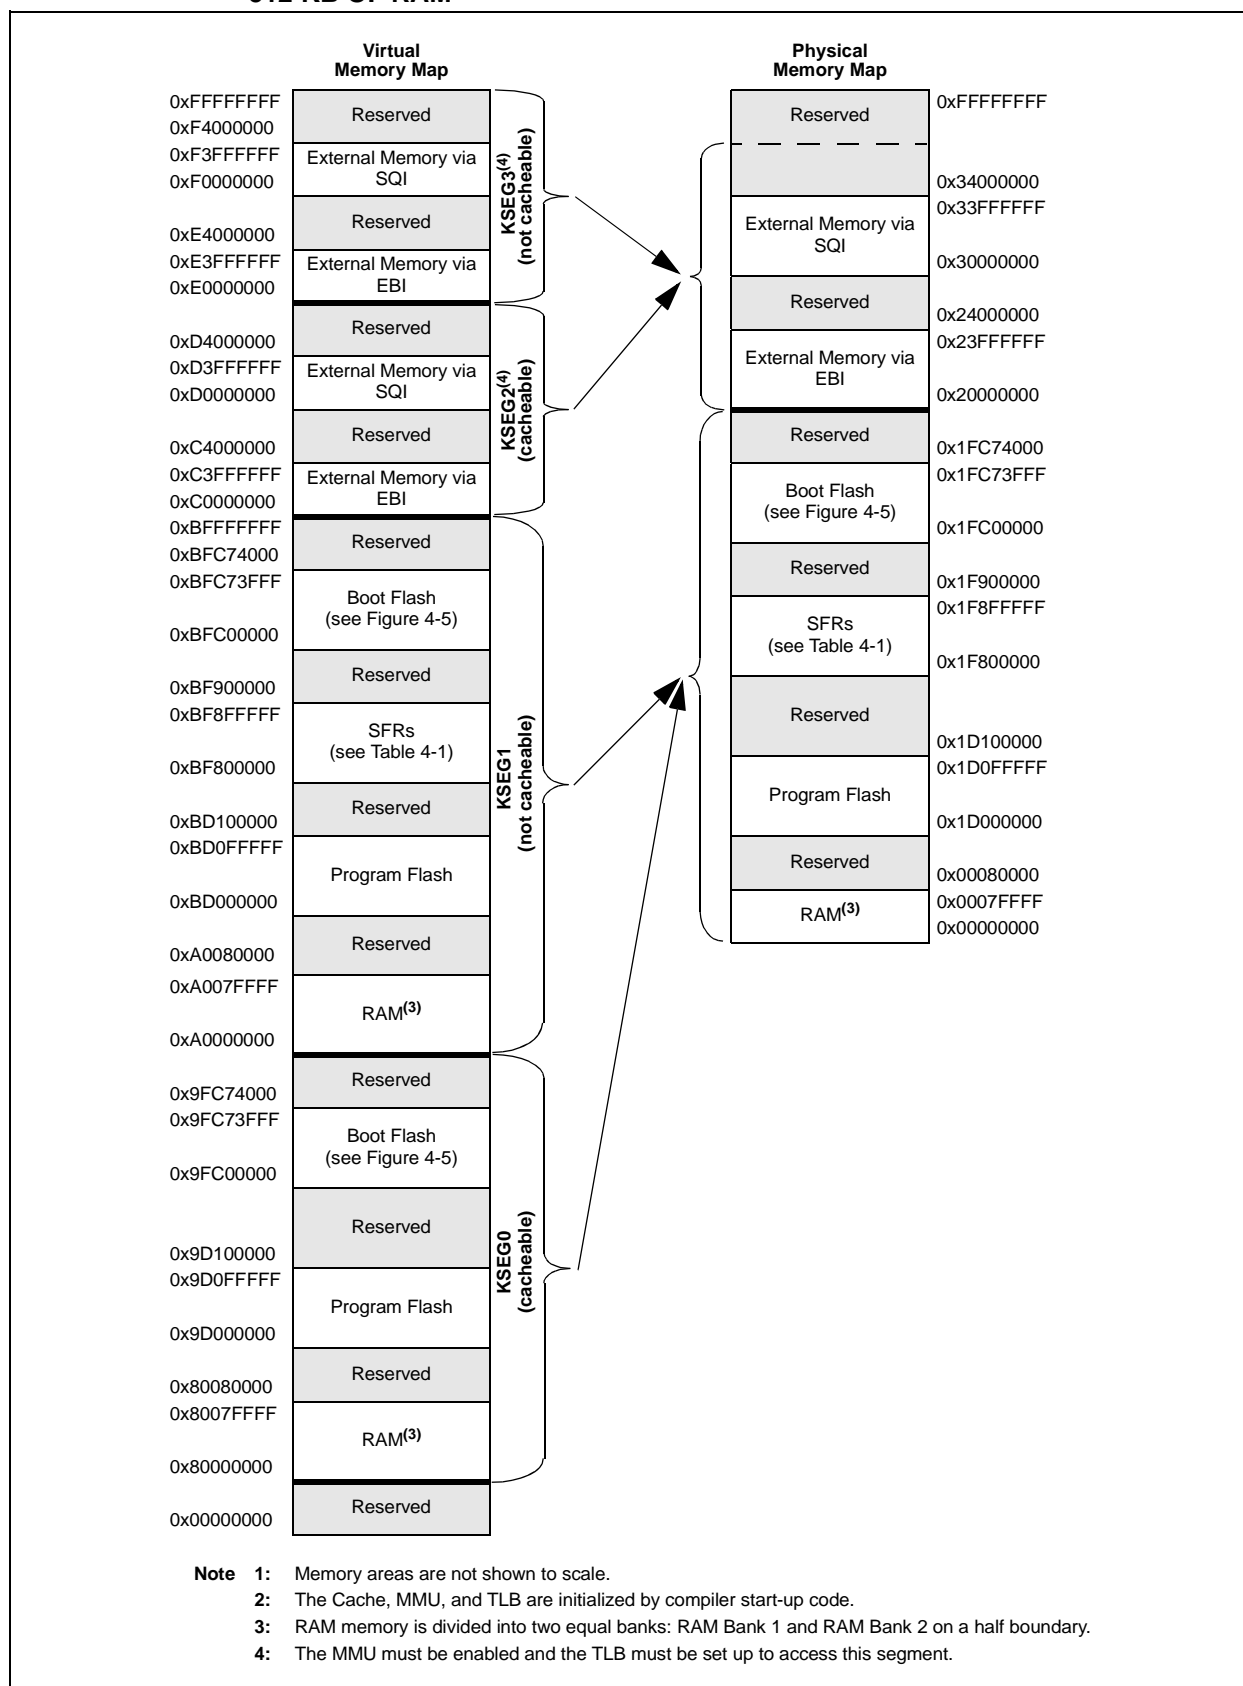 512 KB OF RAM
Virtual
Memory Map
0xFFFFFFFF
Reserved
0xF4000000
0xF3FFFFFF
External Memory via
SQI
0xF0000000
Reserved
0xE4000000
0xE3FFFFFF
External Memory via
EBI
0xE0000000
KSEG3(4)
(not cacheable)
Reserved
0xD4000000
0xD3FFFFFF
External Memory via
SQI
0xD0000000
Reserved
0xC4000000
0xC3FFFFFF
External Memory via
EBI
0xC0000000
KSEG2(4)
(cacheable)
0xBFFFFFFF
Reserved
0xBFC74000
0xBFC73FFF
Boot Flash
(see Figure 4-5)
0xBFC00000
Reserved
0xBF900000
0xBF8FFFFF
SFRs
(see Table 4-1)
0xBF800000
Reserved
0xBD100000
0xBD0FFFFF
Program Flash
0xBD000000
Reserved
0xA0080000
0xA007FFFF
RAM(3)
0xA0000000
KSEG1
(not cacheable)
Reserved
0x9FC74000
0x9FC73FFF
Boot Flash
(see Figure 4-5)
0x9FC00000
Reserved
0x9D100000
0x9D0FFFFF
Program Flash
0x9D000000
Reserved
0x80080000
0x8007FFFF
RAM(3)
0x80000000
KSEG0
(cacheable)
Reserved
0x00000000
Physical
Memory Map
Reserved
0xFFFFFFFF
0x34000000
0x33FFFFFF
External Memory via
SQI
0x30000000
Reserved
0x24000000
0x23FFFFFF
External Memory via
EBI
0x20000000
Reserved
0x1FC74000
0x1FC73FFF
Boot Flash
(see Figure 4-5)
0x1FC00000
Reserved
0x1F900000
0x1F8FFFFF
SFRs
(see Table 4-1)
0x1F800000
Reserved
0x1D100000
0x1D0FFFFF
Program Flash
0x1D000000
Reserved
0x00080000
0x0007FFFF
RAM(3)
0x00000000
Note 1: Memory areas are not shown to scale.
2: The Cache, MMU, and TLB are initialized by compiler start-up code.
3: RAM memory is divided into two equal banks: RAM Bank 1 and RAM Bank 2 on a half boundary.
4: The MMU must be enabled and the TLB must be set up to access this segment.